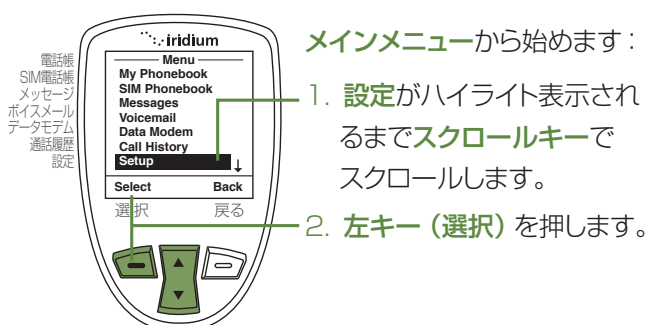 電話帳
SIM電話帳
メッセージ
ボイスメール
データモデム
通話履歴
設定
iridium
Menu
My Phonebook
SIM Phonebook
Messages
Voicemail
Data Modem
Call History
Setup ↓
Select Back
選択 戻る
メインメニューから始めます：
1. 設定がハイライト表示され
るまでスクロールキーで
スクロールします。
2. 左キー（選択）を押します。